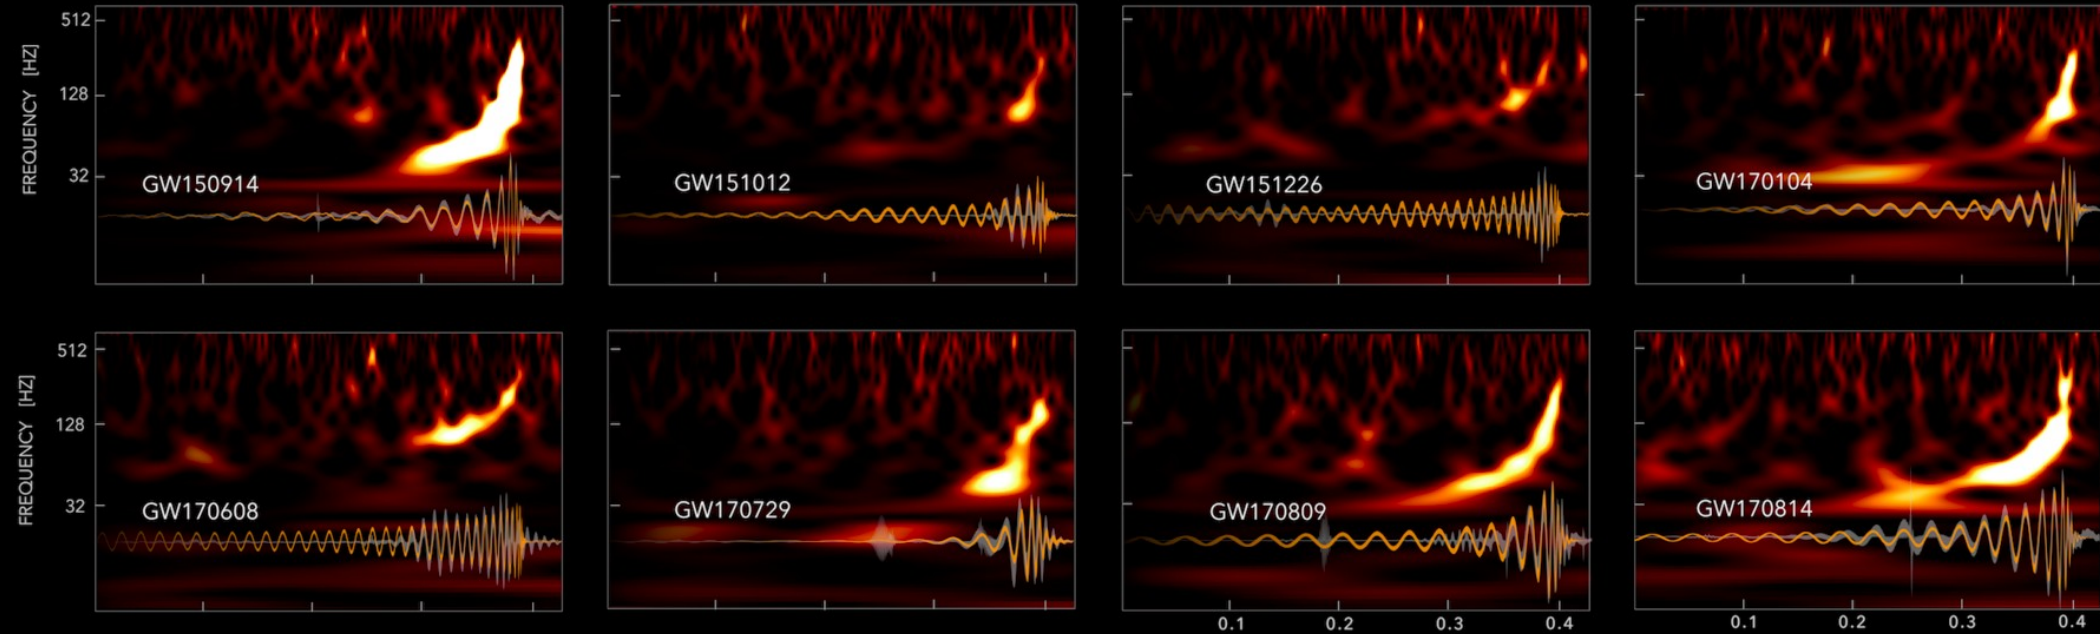 512
128
32
FREQUENCY [HZ]
GW150914
GW151012
GW151226
GW170104
512
128
32
FREQUENCY [HZ]
GW170608
GW170729
GW170809
GW170814
0.1 0.2 0.3 0.4
0.1 0.2 0.3 0.4